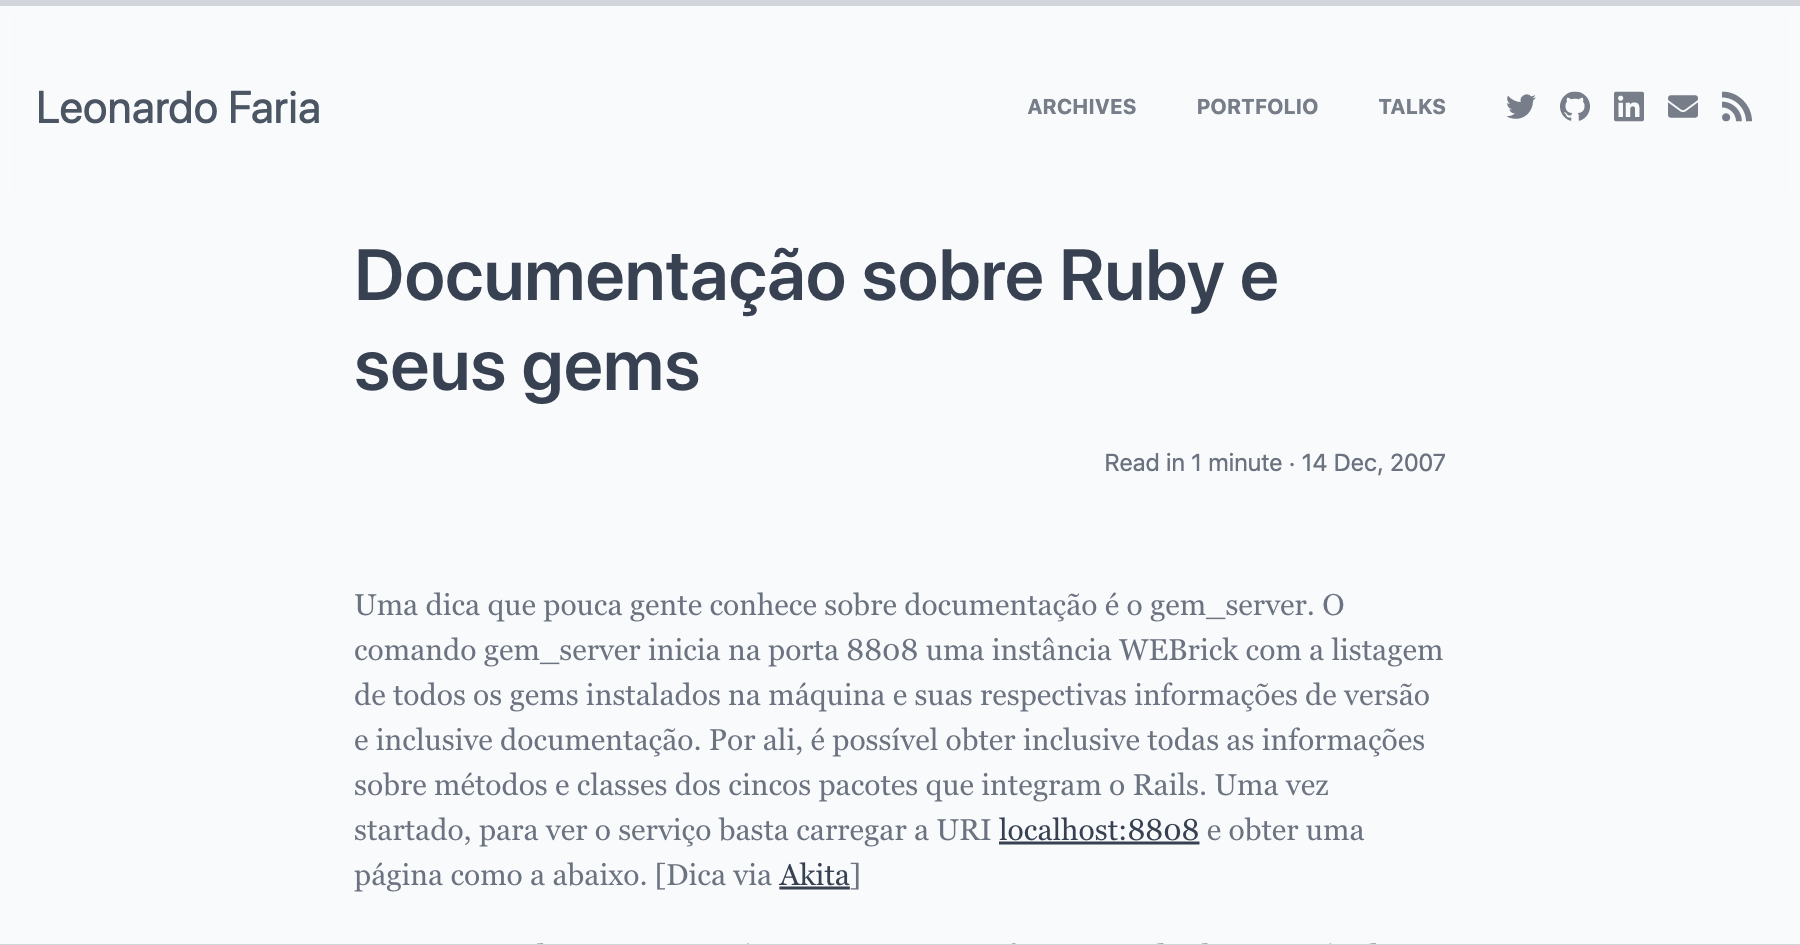 Leonardo Faria
ARCHIVES PORTFOLIO TALKS
Documentação sobre Ruby e
seus gems
Read in 1 minute · 14 Dec, 2007
Uma dica que pouca gente conhece sobre documentação é o gem_server. O
comando gem_server inicia na porta 8808 uma instância WEBrick com a listagem
de todos os gems instalados na máquina e suas respectivas informações de versão
e inclusive documentação. Por ali, é possível obter inclusive todas as informações
sobre métodos e classes dos cincos pacotes que integram o Rails. Uma vez
startado, para ver o serviço basta carregar a URI localhost:8808 e obter uma
página como a abaixo. [Dica via Akita]